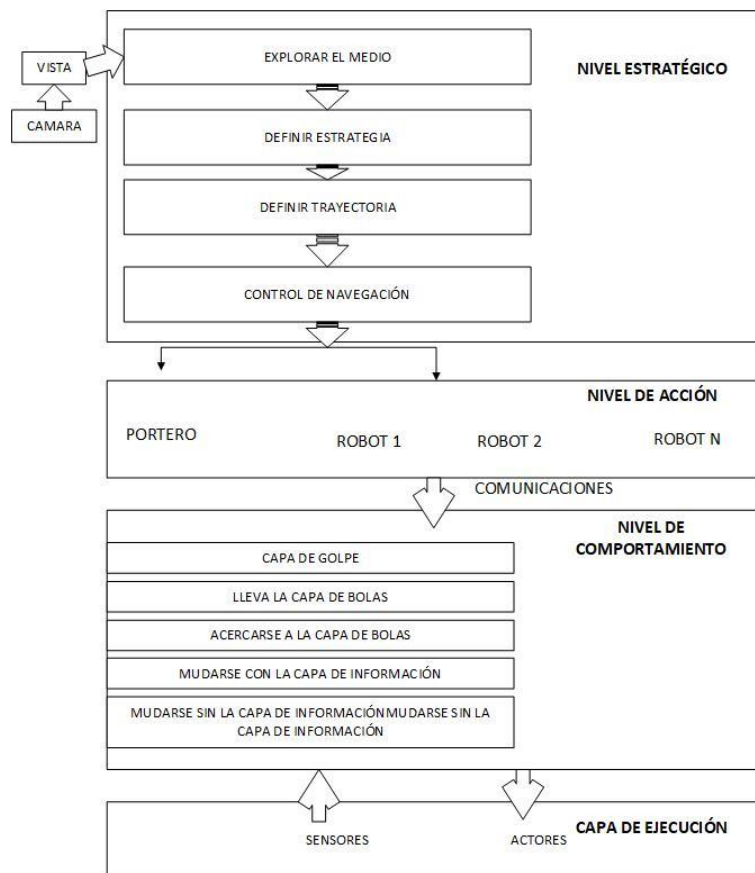 EXPLORAR EL MEDIO
NIVEL ESTRATÉGICO
VISTA
CAMARA
DEFINIR ESTRATEGIA
DEFINIR TRAYECTORIA
CONTROL DE NAVEGACIÓN
NIVEL DE ACCIÓN
PORTERO
ROBOT 1
ROBOT 2
ROBOT N
COMUNICACIONES
NIVEL DE
COMPORTAMIENTO
CAPA DE GOLPE
LLEVA LA CAPA DE BOLAS
ACERCARSE A LA CAPA DE BOLAS
MUDARSE CON LA CAPA DE INFORMACIÓN
MUDARSE SIN LA CAPA DE INFORMACIÓNMUDARSE SIN LA
CAPA DE INFORMACIÓN
CAPA DE EJECUCIÓN
SENSORES
ACTORES